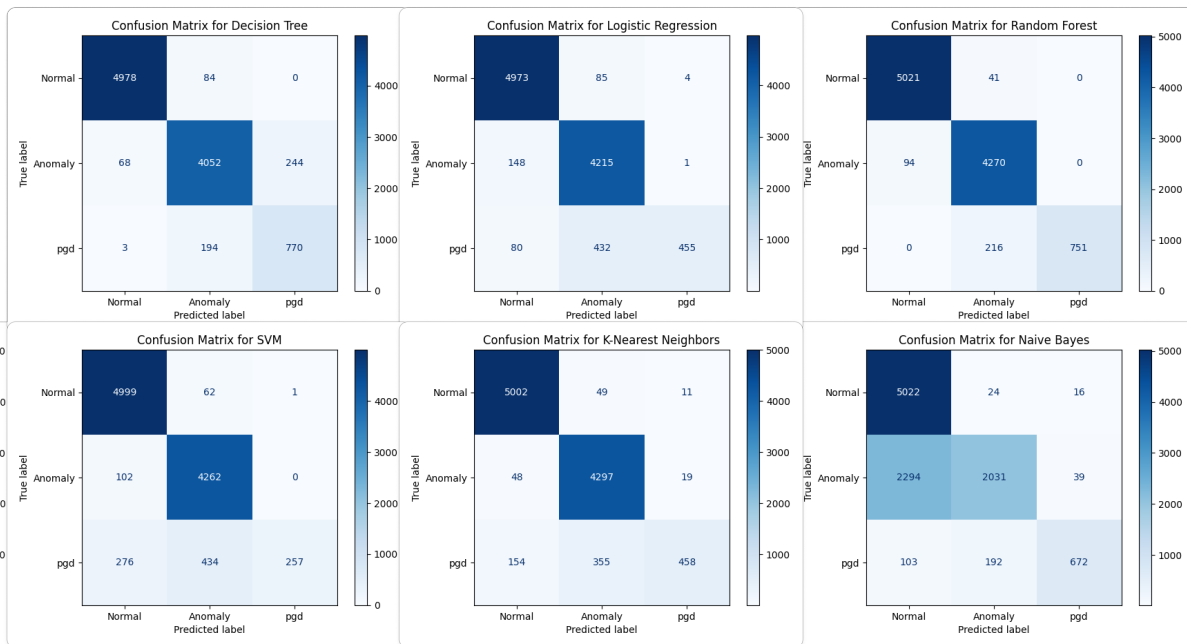 Confusion Matrix for Decision Tree
Normal 4978 84 0
Anomaly 68 4052 244
pgd 3 194 770
Normal Anomaly pgd
Predicted label
True label
4000
3000
2000
1000
0
Confusion Matrix for Logistic Regression
Normal 4973 85 4
Anomaly 148 4215 1
pgd 80 432 455
Normal Anomaly pgd
Predicted label
True label
4000
3000
2000
1000
Confusion Matrix for Random Forest
Normal 5021 41 0
Anomaly 94 4270 0
pgd 0 216 751
Normal Anomaly pgd
Predicted label
True label
5000
4000
3000
2000
1000
0
Confusion Matrix for SVM
Normal 4999 62 1
Anomaly 102 4262 0
pgd 276 434 257
Normal Anomaly pgd
Predicted label
True label
4000
3000
2000
1000
0
Confusion Matrix for K-Nearest Neighbors
Normal 5002 49 11
Anomaly 48 4297 19
pgd 154 355 458
Normal Anomaly pgd
Predicted label
True label
5000
4000
3000
2000
1000
Confusion Matrix for Naive Bayes
Normal 5022 24 16
Anomaly 2294 2031 39
pgd 103 192 672
Normal Anomaly pgd
Predicted label
True label
5000
4000
3000
2000
1000